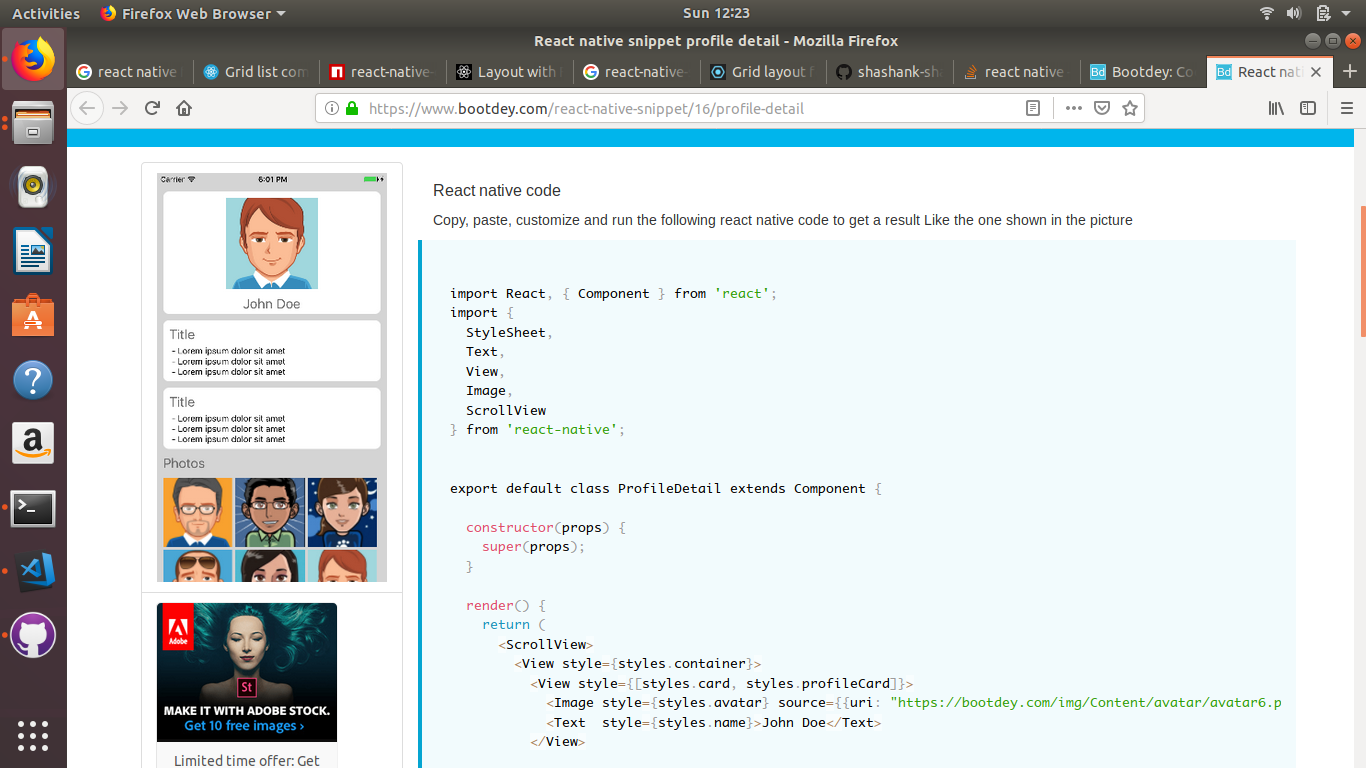 Activities
Firefox Web Browser
Sun 12:23
React native snippet profile detail - Mozilla Firefox
react native
Grid list com
react-native-
Layout with
react-native-
Grid layout f
shashank-sha
react native
Bootdey: Co
React nati
https://www.bootdey.com/react-native-snippet/16/profile-detail
Carrier
6:01 PM
John Doe
Title
- Lorem ipsum dolor sit amet
- Lorem ipsum dolor sit amet
- Lorem ipsum dolor sit amet
Title
- Lorem ipsum dolor sit amet
- Lorem ipsum dolor sit amet
- Lorem ipsum dolor sit amet
Photos
Adobe
St
MAKE IT WITH ADOBE STOCK.
Get 10 free images ›
Limited time offer: Get
React native code
Copy, paste, customize and run the following react native code to get a result Like the one shown in the picture
import React, { Component } from 'react';
import {
  StyleSheet,
  Text,
  View,
  Image,
  ScrollView
} from 'react-native';
export default class ProfileDetail extends Component {
  constructor(props) {
    super(props);
  }
  render() {
    return (
      <ScrollView>
        <View style={styles.container}>
          <View style={[styles.card, styles.profileCard]}>
            <Image style={styles.avatar} source={{uri: "https://bootdey.com/img/Content/avatar/avatar6.p
            <Text  style={styles.name}>John Doe</Text>
          </View>